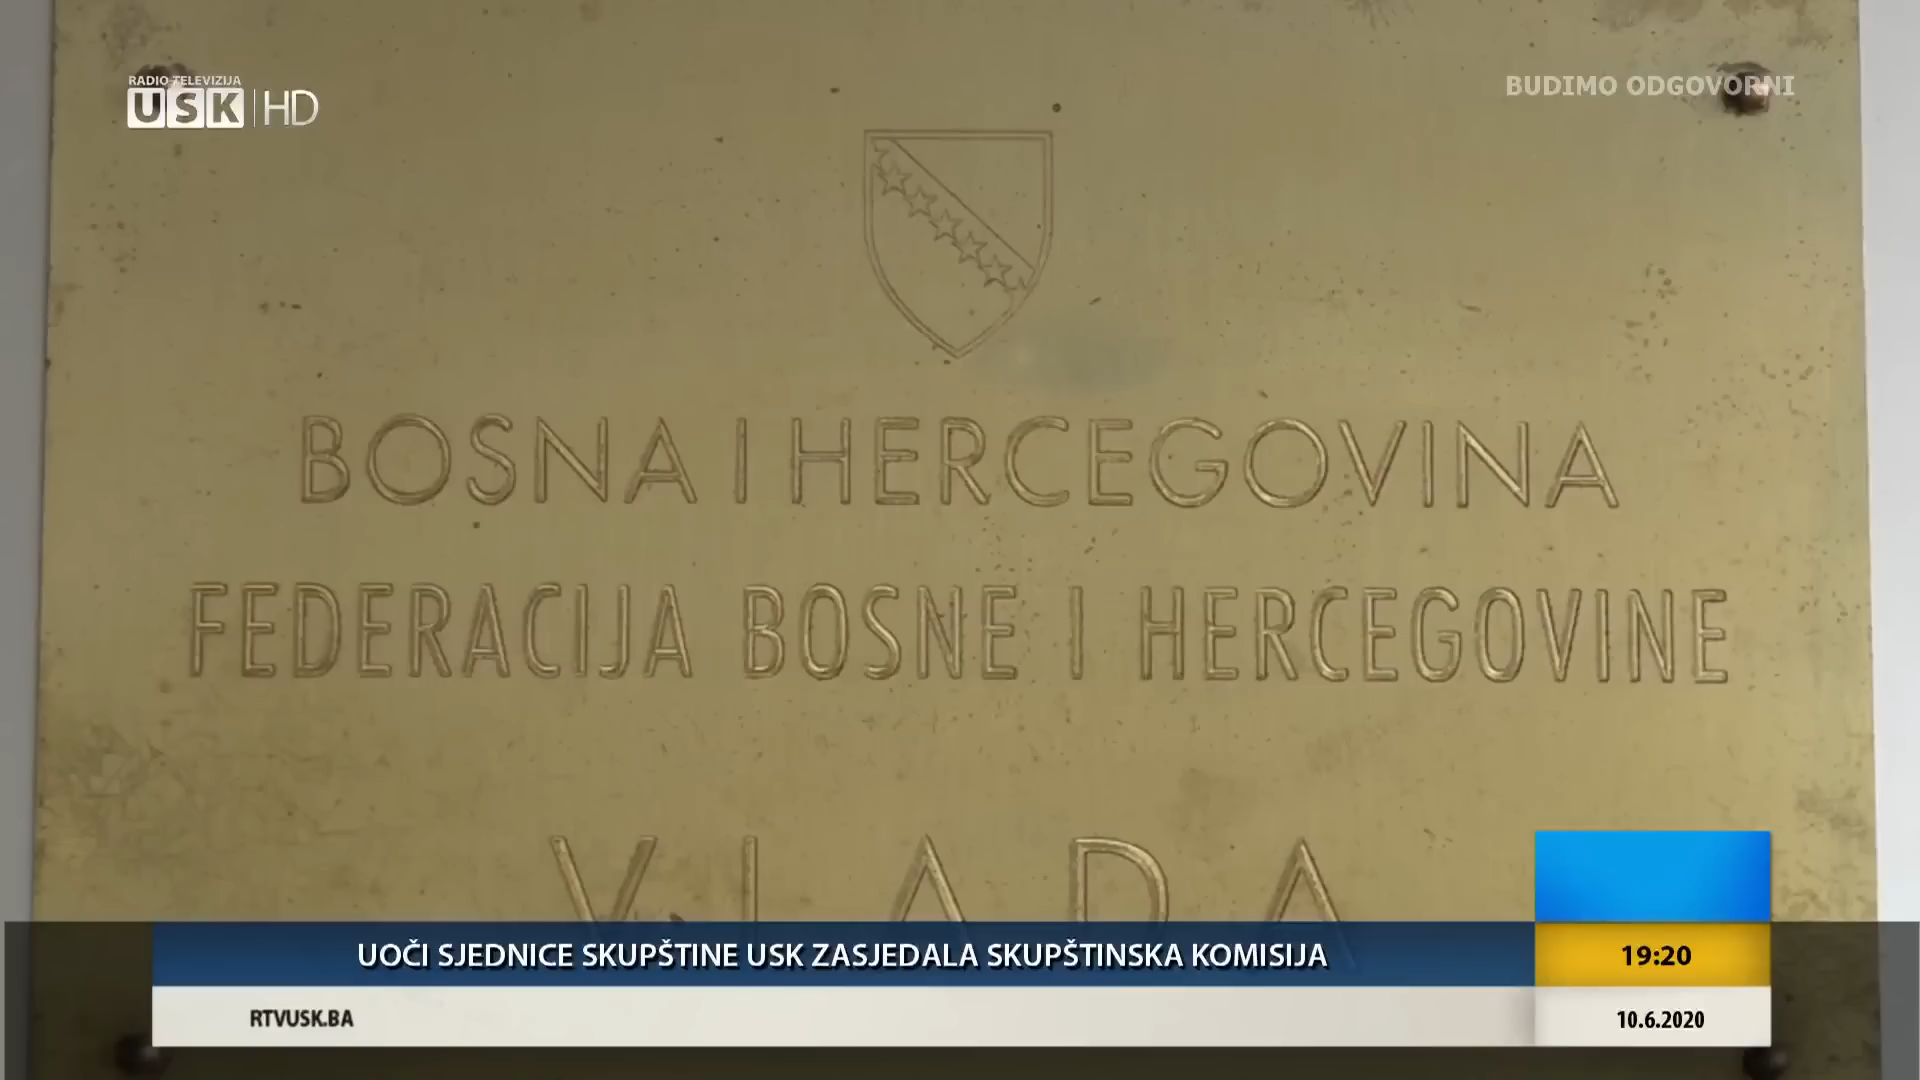 RADIO TELEVIZIJA
USK HD
BUDIMO ODGOVORNI
BOSNA I HERCEGOVINA
FEDERACIJA BOSNE I HERCEGOVINE
VLADA
UOČI SJEDNICE SKUPŠTINE USK ZASJEDALA SKUPŠTINSKA KOMISIJA
19:20
RTVUSK.BA
10.6.2020